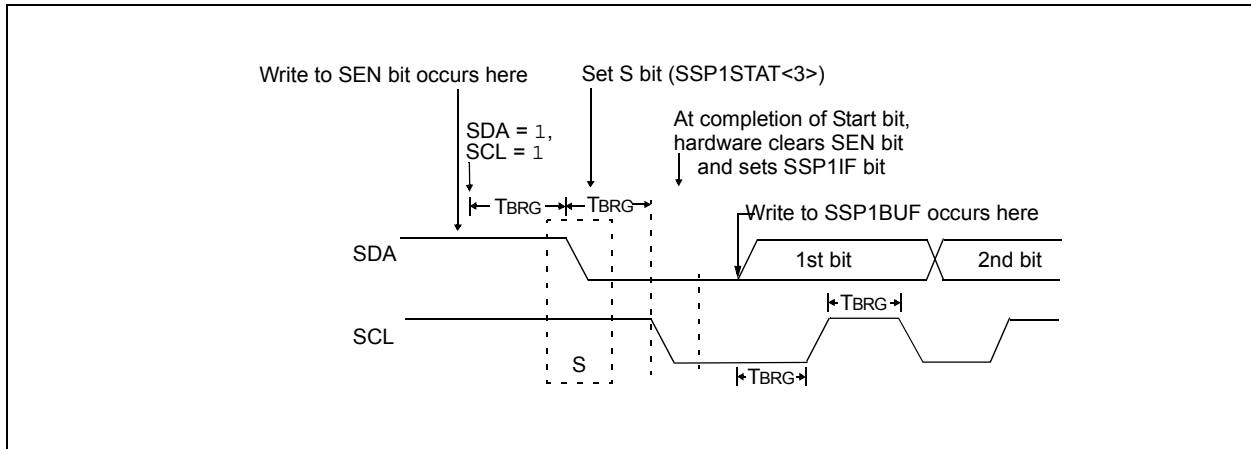 Write to SEN bit occurs here
Set S bit (SSP1STAT<3>)
SDA = 1,
SCL = 1
At completion of Start bit,
hardware clears SEN bit
and sets SSP1IF bit
TBRG
TBRG
Write to SSP1BUF occurs here
SDA
1st bit
2nd bit
TBRG
SCL
S
TBRG